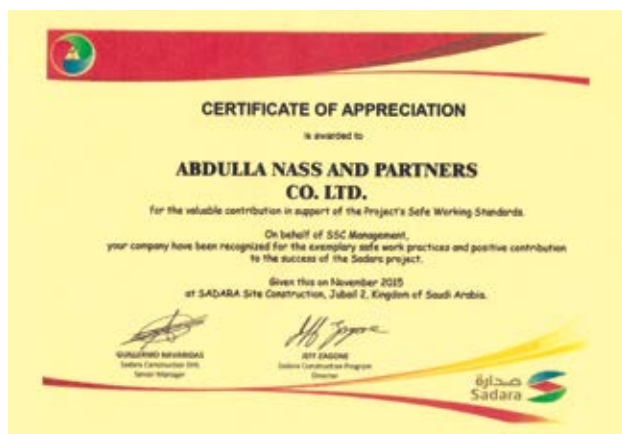 CERTIFICATE OF APPRECIATION
is awarded to
ABDULLA NASS AND PARTNERS
CO. LTD.
for the valuable contribution in support of the Project's Safe Working Standards.
On behalf of SSC Management,
your company have been recognized for the exemplary safe work practices and positive contribution
to the success of the Sadara project.
Given this on November 2015
at SADARA Site Construction, Jubail 2, Kingdom of Saudi Arabia.
GUILLERMO
Sadara Construction
Senior Manager
JEFF ZAGONE
Sadara Construction Program
Director
صدارة
Sadara